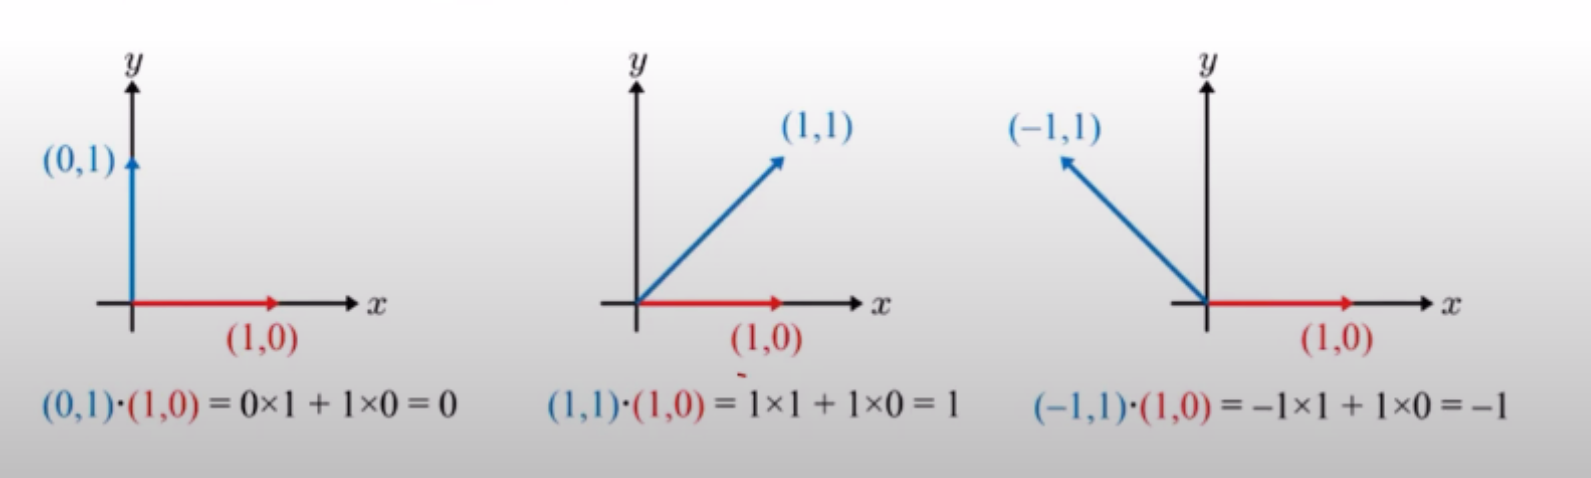 y
(0,1)
x
(1,0)
(0,1)·(1,0) = 0×1 + 1×0 = 0
y
(1,1)
x
(1,0)
(1,1)·(1,0) = 1×1 + 1×0 = 1
y
(−1,1)
x
(1,0)
(−1,1)·(1,0) = −1×1 + 1×0 = −1